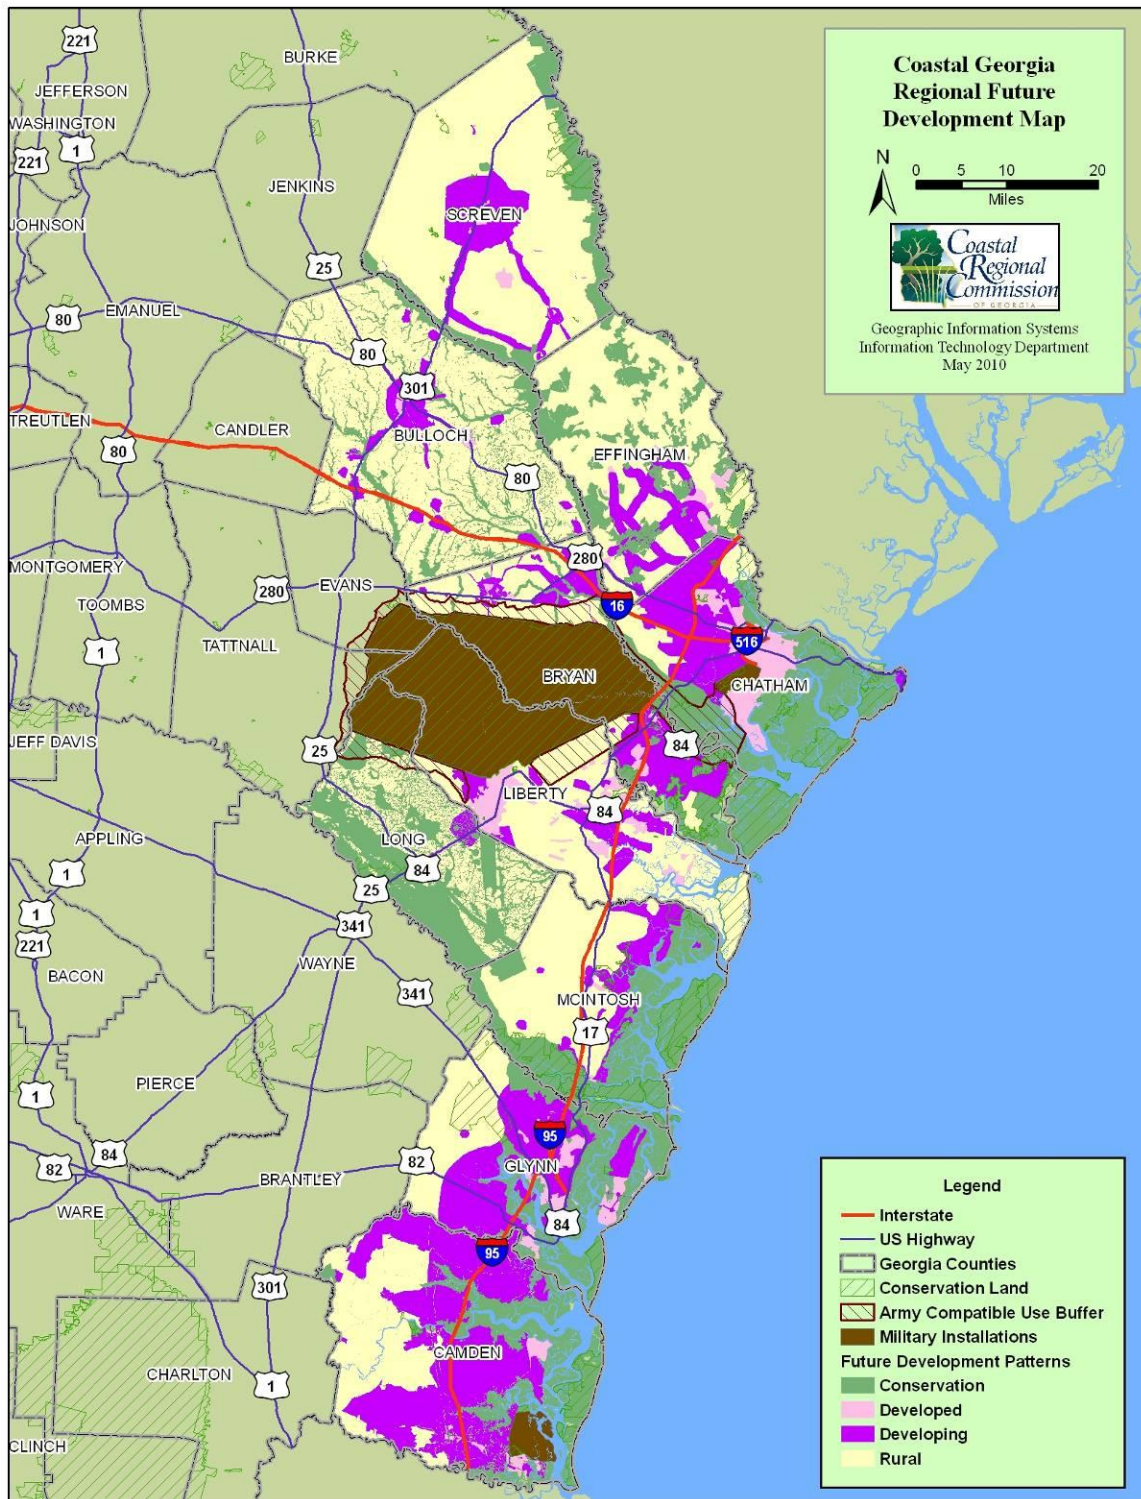 Coastal Georgia
Regional Future
Development Map
N
0 5 10 20
Miles
Coastal
Regional
Commission
OF GEORGIA
Geographic Information Systems
Information Technology Department
May 2010
221
BURKE
JEFFERSON
WASHINGTON
1
221
JENKINS
SCREVEN
JOHNSON
25
EMANUEL
80
80
301
TREUTLEN
CANDLER
BULLOCH
80
EFFINGHAM
80
280
MONTGOMERY
EVANS
280
TOOMBS
16
TATTNALL
516
1
BRYAN
CHATHAM
JEFF DAVIS
25
84
LIBERTY
84
APPLING
LONG
84
1
25
1
341
221
WAYNE
BACON
341
MCINTOSH
17
PIERCE
1
95
84
82
82
GLYNN
BRANTLEY
WARE
84
95
301
CAMDEN
CHARLTON
1
CLINCH
Legend
Interstate
US Highway
Georgia Counties
Conservation Land
Army Compatible Use Buffer
Military Installations
Future Development Patterns
Conservation
Developed
Developing
Rural